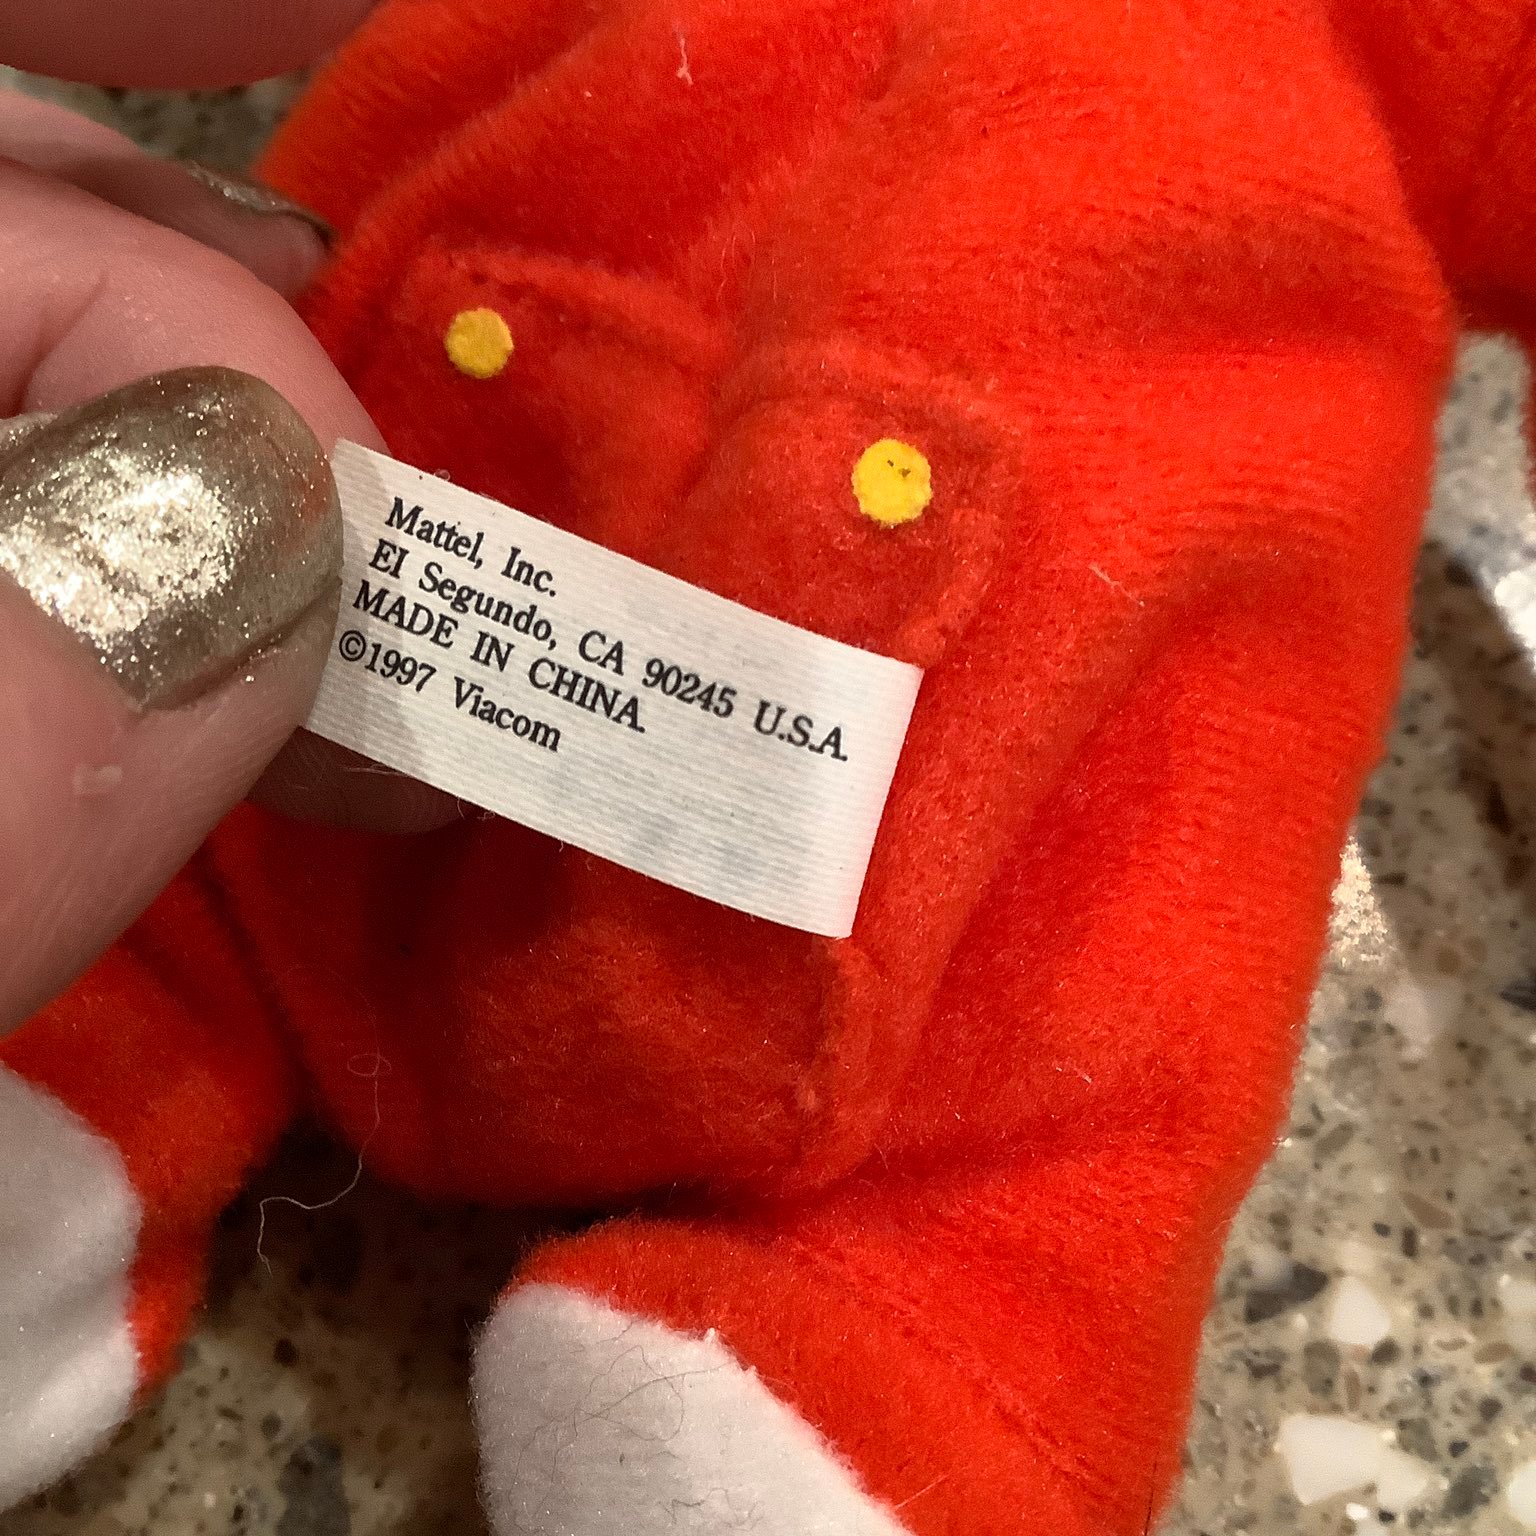 Mattel, Inc.
El Segundo, CA 90245 U.S.A.
MADE IN CHINA.
©1997 Viacom